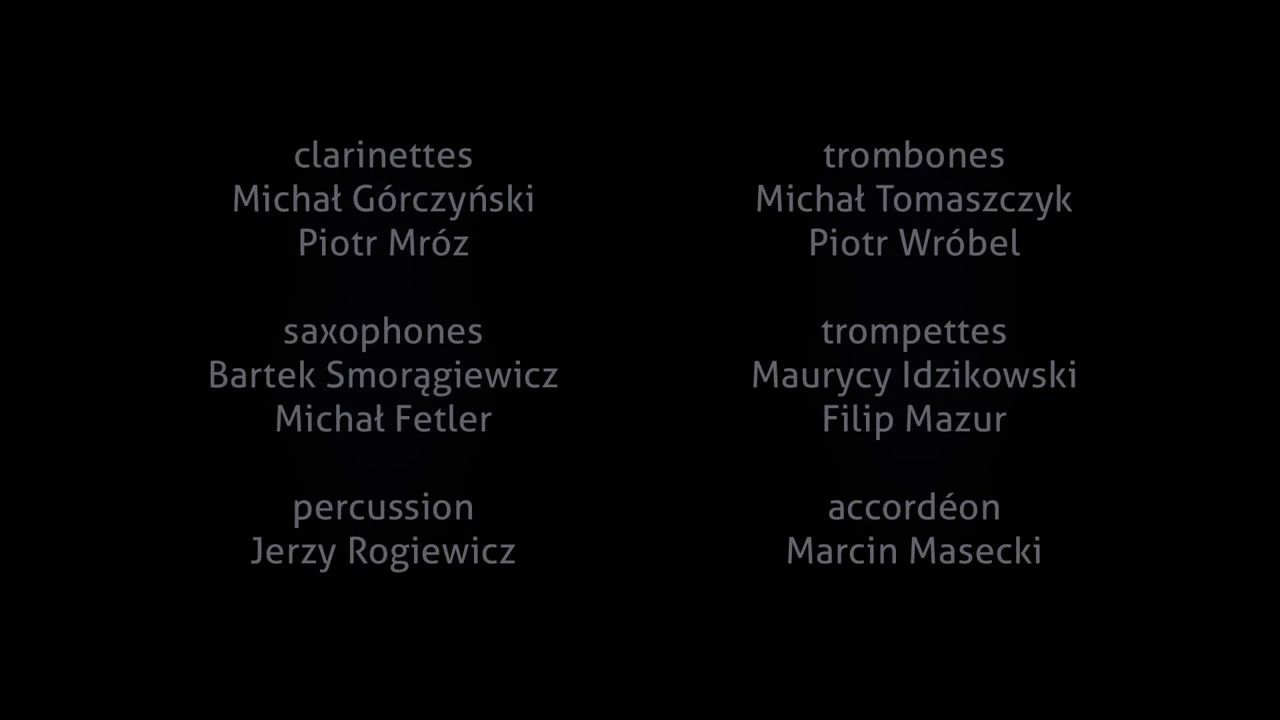 clarinettes
Michał Górczyński
Piotr Mróz
saxophones
Bartek Smorągiewicz
Michał Fetler
percussion
Jerzy Rogiewicz
trombones
Michał Tomaszczyk
Piotr Wróbel
trompettes
Maurycy Idzikowski
Filip Mazur
accordéon
Marcin Masecki